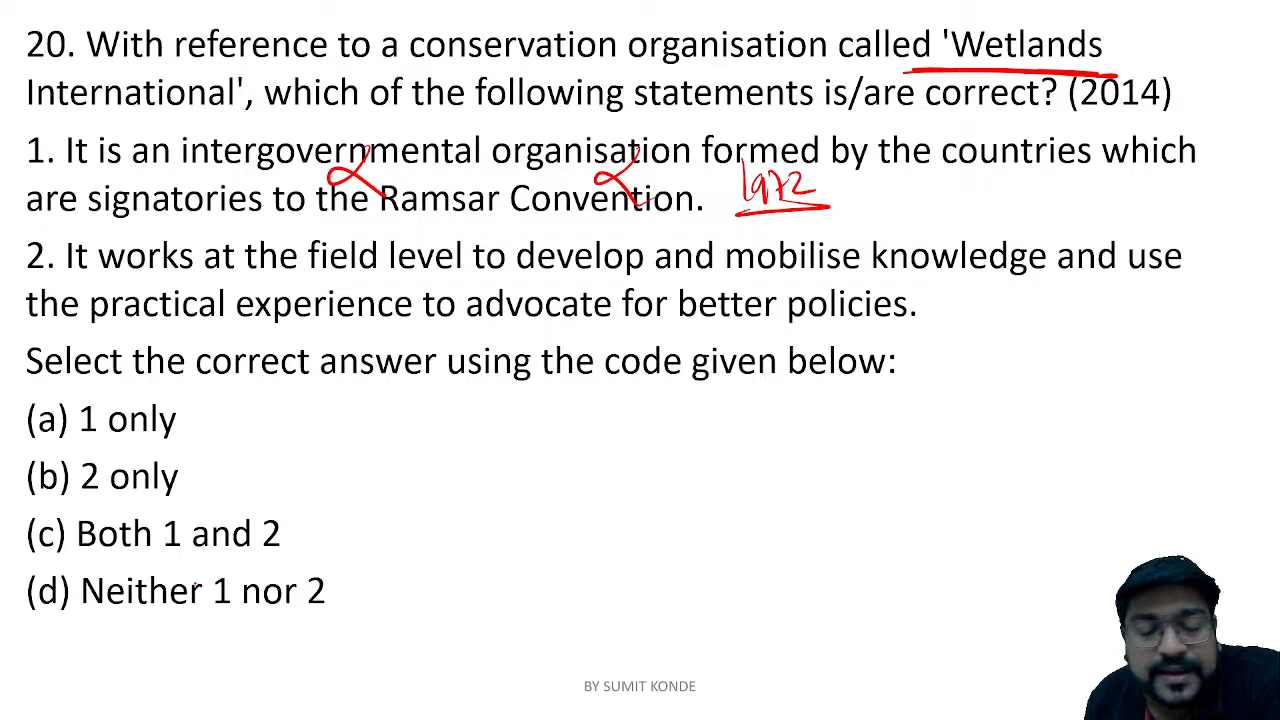 20. With reference to a conservation organisation called 'Wetlands
International', which of the following statements is/are correct? (2014)
1. It is an intergovernmental organisation formed by the countries which
are signatories to the Ramsar Convention. 1972
2. It works at the field level to develop and mobilise knowledge and use
the practical experience to advocate for better policies.
Select the correct answer using the code given below:
(a) 1 only
(b) 2 only
(c) Both 1 and 2
(d) Neither 1 nor 2
BY SUMIT KONDE